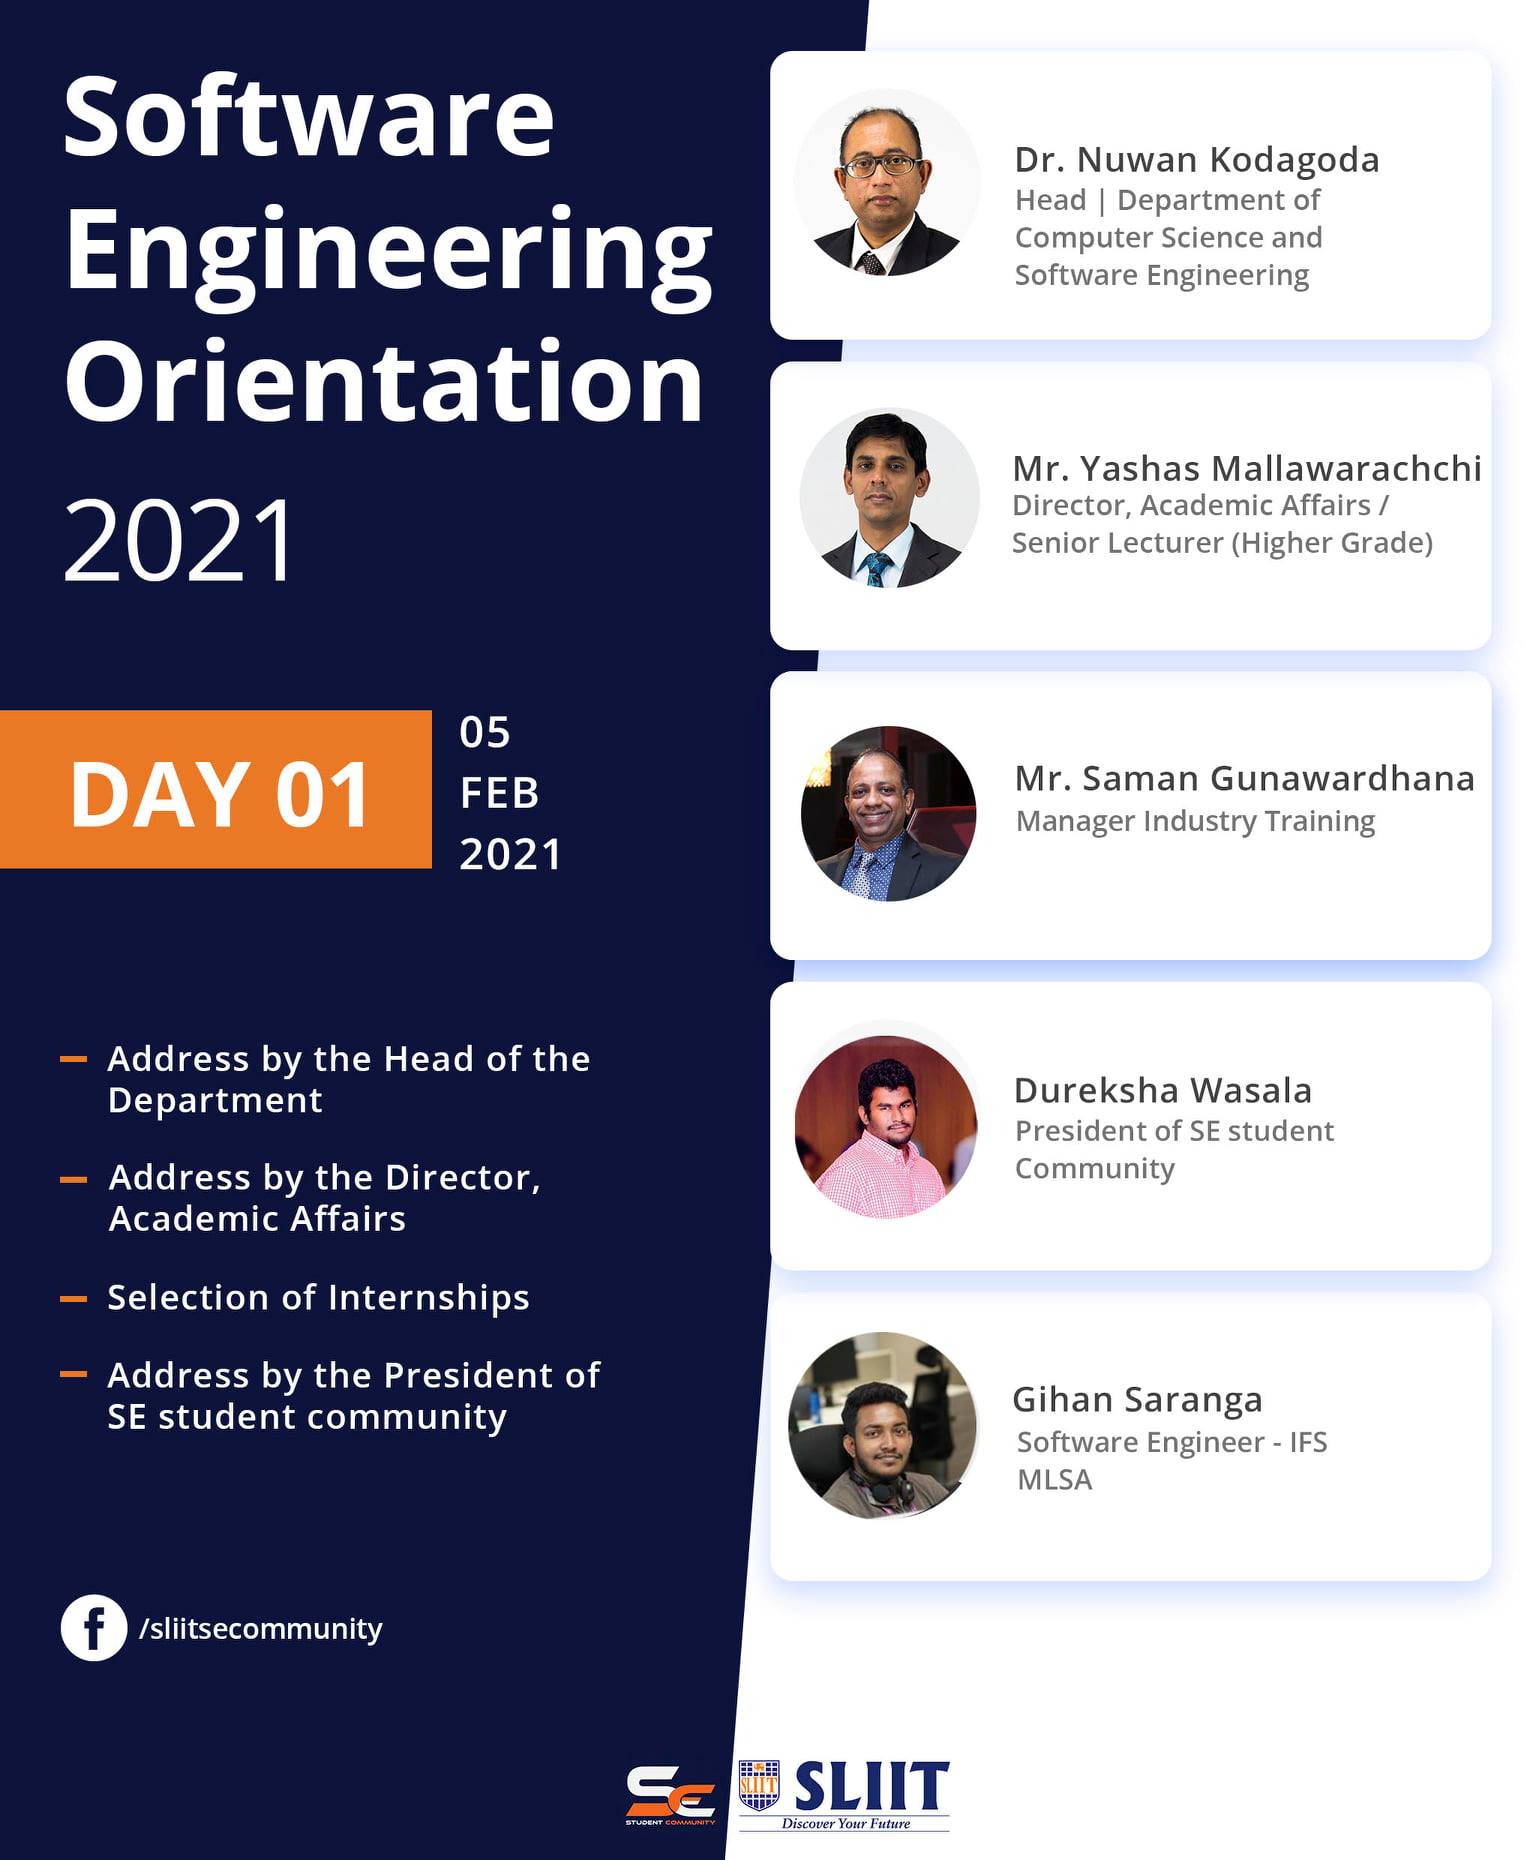 Software
Engineering
Orientation
2021
DAY 01
05
FEB
2021
Address by the Head of the
Department
Address by the Director,
Academic Affairs
Selection of Internships
Address by the President of
SE student community
/sliitsecommunity
Dr. Nuwan Kodagoda
Head | Department of
Computer Science and
Software Engineering
Mr. Yashas Mallawarachchi
Director, Academic Affairs /
Senior Lecturer (Higher Grade)
Mr. Saman Gunawardhana
Manager Industry Training
Dureksha Wasala
President of SE student
Community
Gihan Saranga
Software Engineer - IFS
MLSA
SE
STUDENT COMMUNITY
SLIIT
SLIIT
Discover Your Future